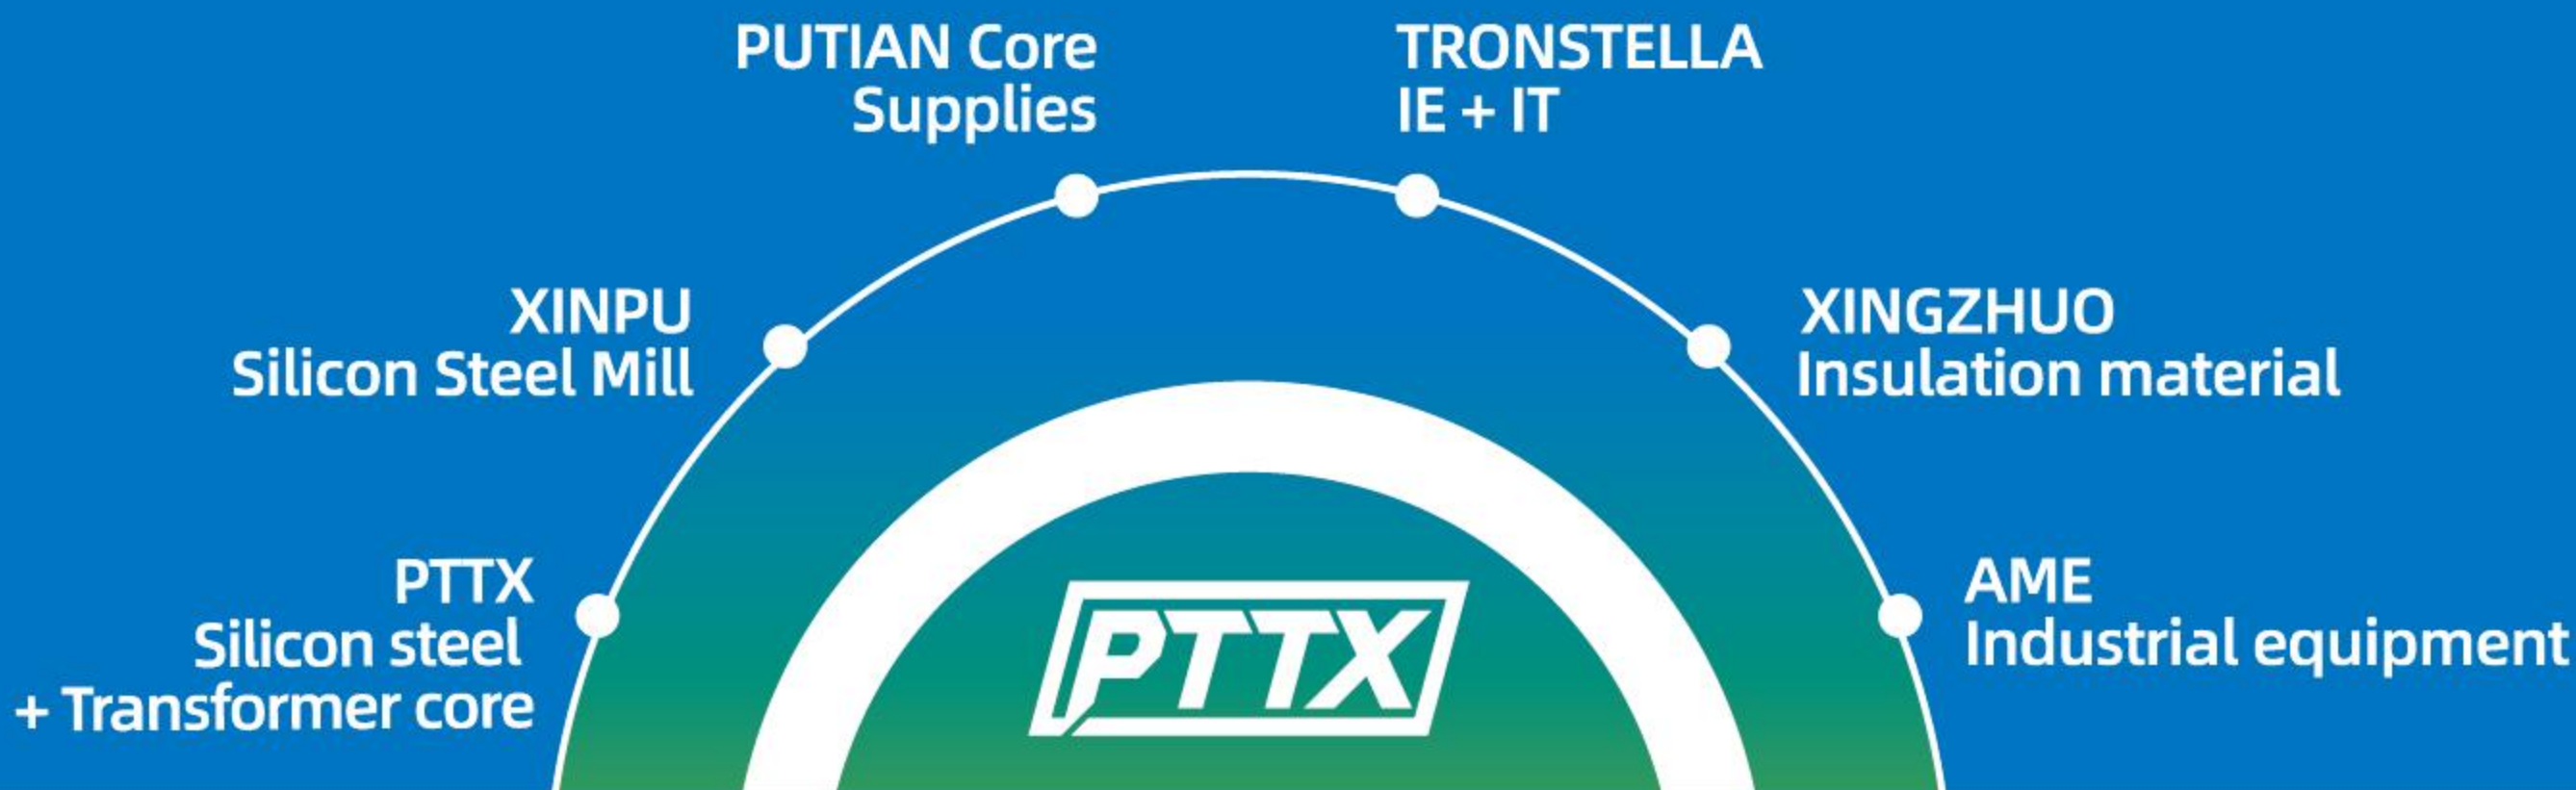 PUTIAN Core
Supplies
TRONSTELLA
IE + IT
XINPU
Silicon Steel Mill
XINGZHUO
Insulation material
PTTX
Silicon steel
+ Transformer core
AME
Industrial equipment
PTTX